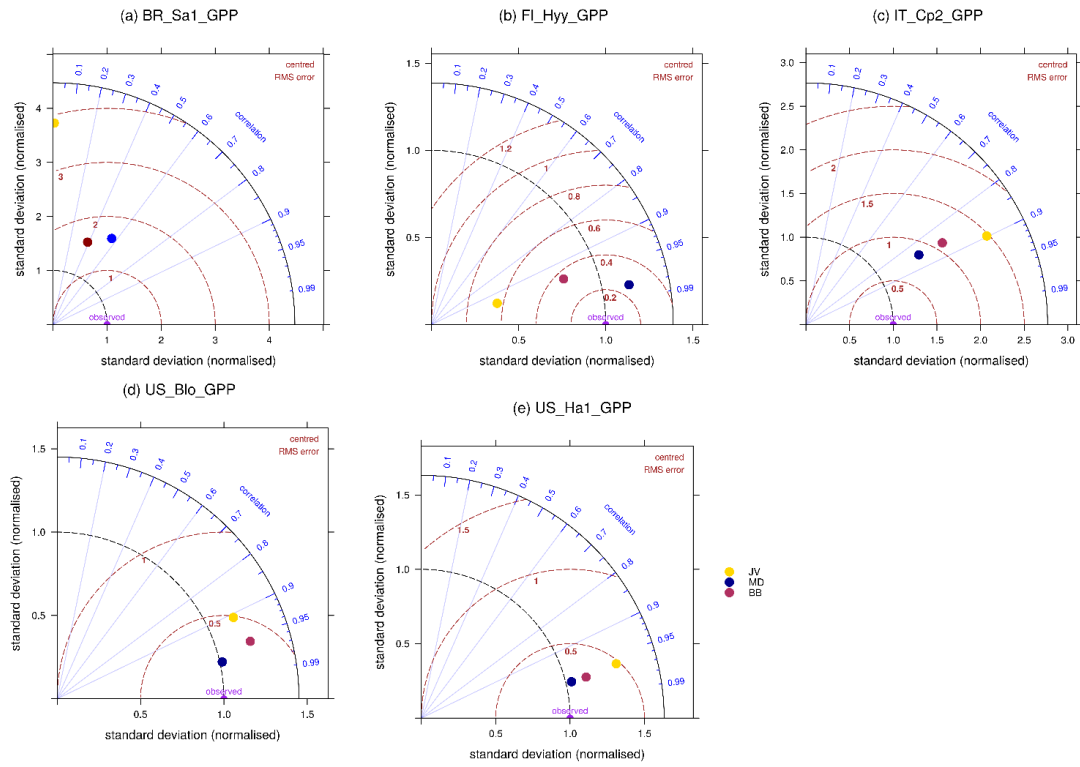 (a) BR_Sa1_GPP
centred
RMS error
standard deviation (normalised)
4
3
2
1
0.1
0.2
0.3
0.4
0.5
0.6
0.7
0.8
0.9
0.95
0.99
correlation
3
2
1
observed
1
2
3
4
5
standard deviation (normalised)
(b) FI_Hyy_GPP
centred
RMS error
standard deviation (normalised)
1.5
1.0
0.5
0.1
0.2
0.3
0.4
0.5
0.6
0.7
0.8
0.9
0.95
0.99
correlation
1.2
1
0.8
0.6
0.4
0.2
observed
0.5
1.0
1.5
standard deviation (normalised)
(c) IT_Cp2_GPP
centred
RMS error
standard deviation (normalised)
3.0
2.5
2.0
1.5
1.0
0.5
0.1
0.2
0.3
0.4
0.5
0.6
0.7
0.8
0.9
0.95
0.99
correlation
2
1.5
1
0.5
observed
0.5
1.0
1.5
2.0
2.5
3.0
standard deviation (normalised)
(d) US_Blo_GPP
centred
RMS error
standard deviation (normalised)
1.5
1.0
0.5
0.1
0.2
0.3
0.4
0.5
0.6
0.7
0.8
0.9
0.95
0.99
correlation
1
0.5
observed
0.5
1.0
1.5
standard deviation (normalised)
(e) US_Ha1_GPP
centred
RMS error
standard deviation (normalised)
1.5
1.0
0.5
0.1
0.2
0.3
0.4
0.5
0.6
0.7
0.8
0.9
0.95
0.99
correlation
1.5
1
0.5
observed
0.5
1.0
1.5
standard deviation (normalised)
JV
MD
BB